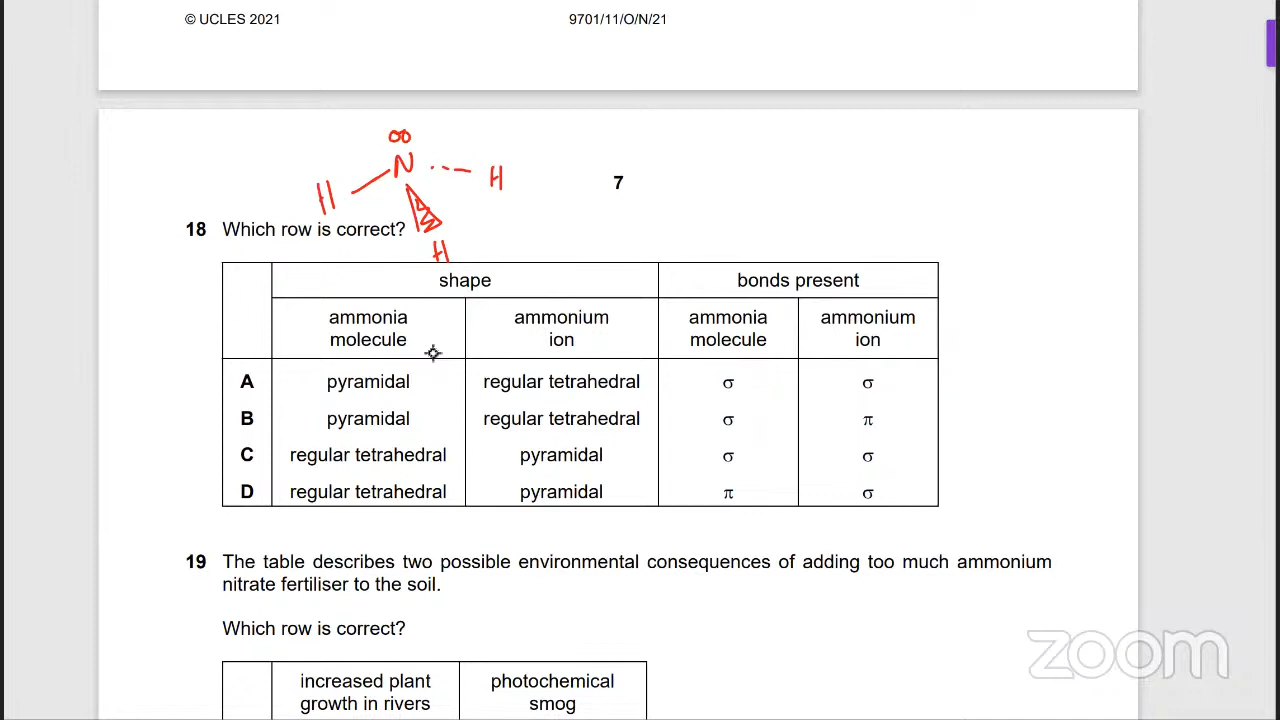 © UCLES 2021 9701/11/O/N/21
N
H
H
H
7
18 Which row is correct?
shape bonds present
ammonia molecule ammonium ion ammonia molecule ammonium ion
A pyramidal regular tetrahedral σ σ
B pyramidal regular tetrahedral σ π
C regular tetrahedral pyramidal σ σ
D regular tetrahedral pyramidal π σ
19 The table describes two possible environmental consequences of adding too much ammonium
nitrate fertiliser to the soil.
Which row is correct?
increased plant growth in rivers photochemical smog
zoom